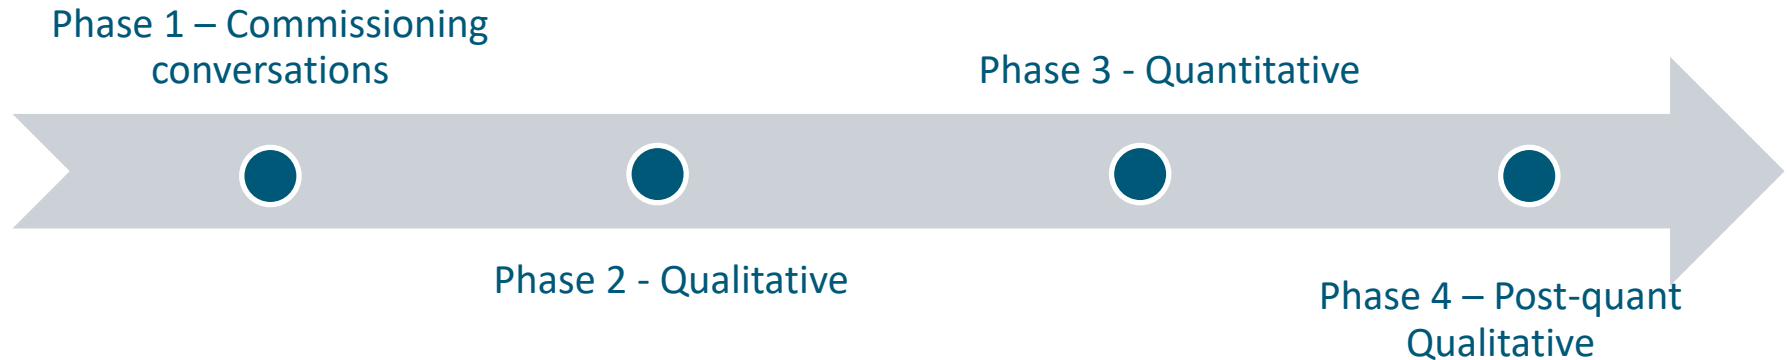 Phase 1 – Commissioning
conversations
Phase 2 - Qualitative
Phase 3 - Quantitative
Phase 4 – Post-quant
Qualitative